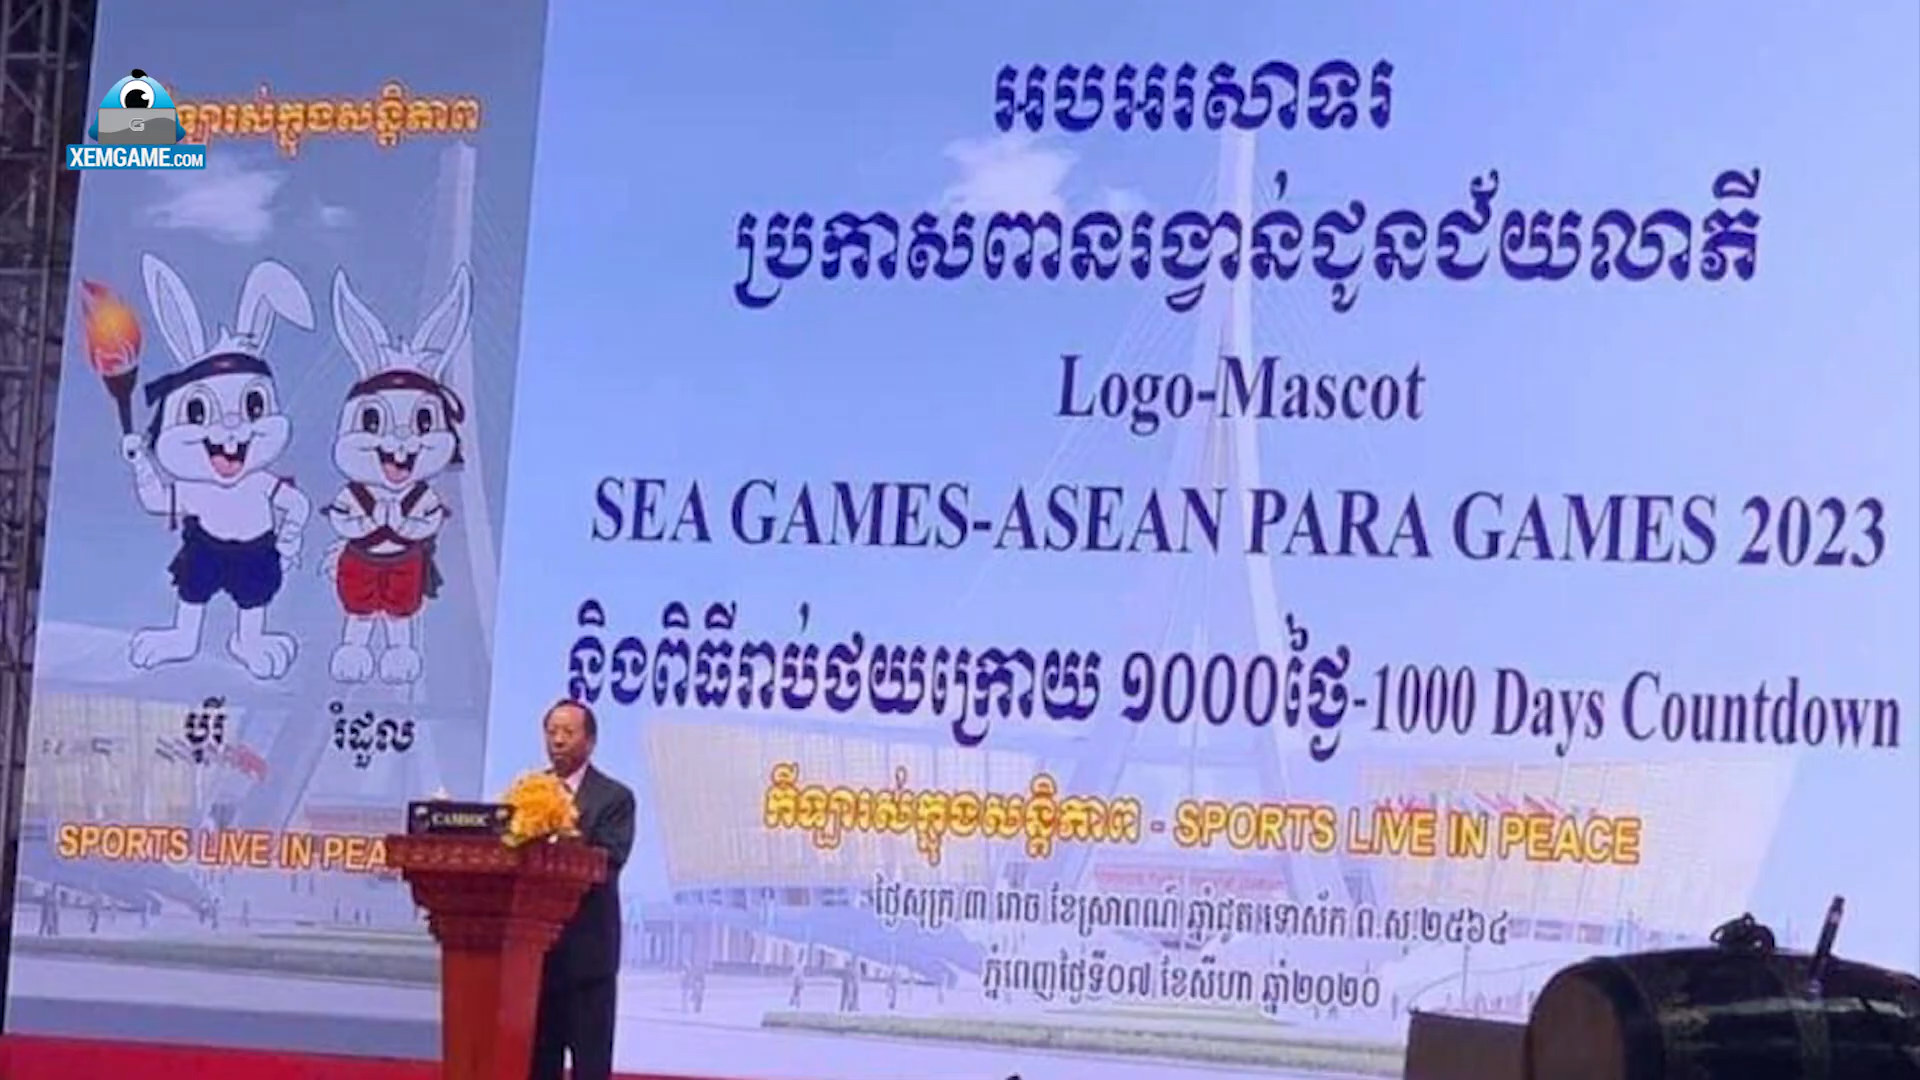 កីឡារស់ក្នុងសន្តិភាព
XEMGAME.com
អបអរសាទរ
ប្រកាសពានរង្វាន់ជូនជ័យលាភី
Logo-Mascot
SEA GAMES-ASEAN PARA GAMES 2023
និងពិធីរាប់ថយក្រោយ ១០០០ថ្ងៃ-1000 Days Countdown
បូរី
រំដួល
CAMBOC
SPORTS LIVE IN PEA
កីឡារស់ក្នុងសន្តិភាព - SPORTS LIVE IN PEACE
ថ្ងៃសុក្រ ៣ រោច ខែស្រាពណ៍ ឆ្នាំជូត ទោស័ក ព.ស.២៥៦៤
ភ្នំពេញថ្ងៃទី០៧ ខែសីហា ឆ្នាំ២០២០